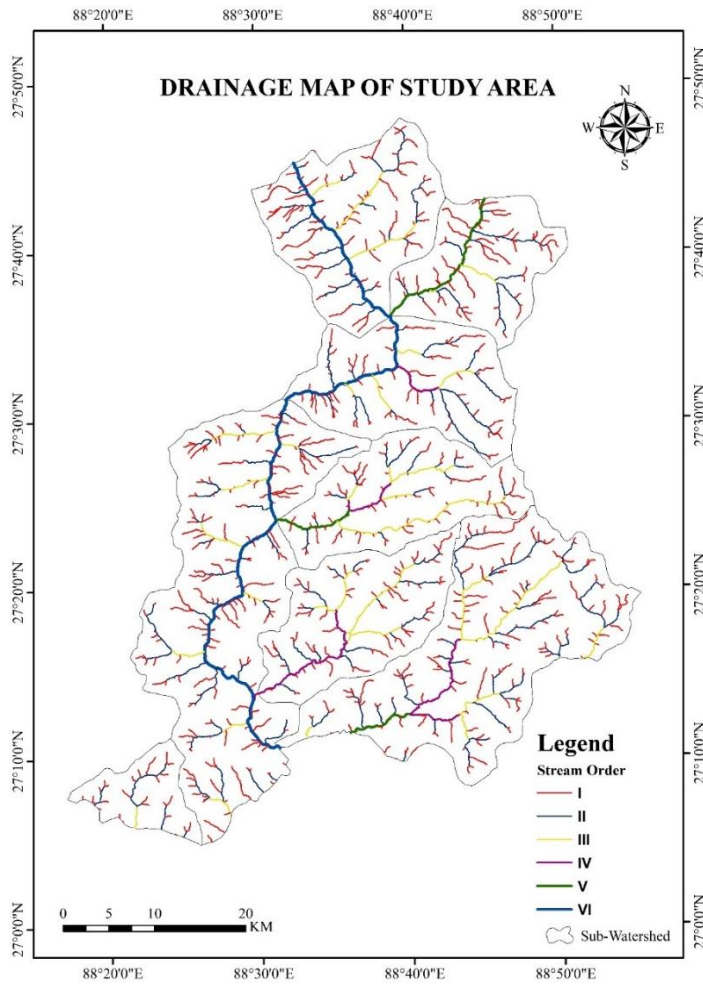 88°20'0"E 88°30'0"E 88°40'0"E 88°50'0"E
DRAINAGE MAP OF STUDY AREA
N
W E
S
27°50'0"N 27°50'0"N
27°40'0"N 27°40'0"N
27°30'0"N 27°30'0"N
27°20'0"N 27°20'0"N
27°10'0"N 27°10'0"N
27°0'0"N 27°0'0"N
Legend
Stream Order
I
II
III
IV
V
VI
Sub-Watershed
0 5 10 20
KM
88°20'0"E 88°30'0"E 88°40'0"E 88°50'0"E